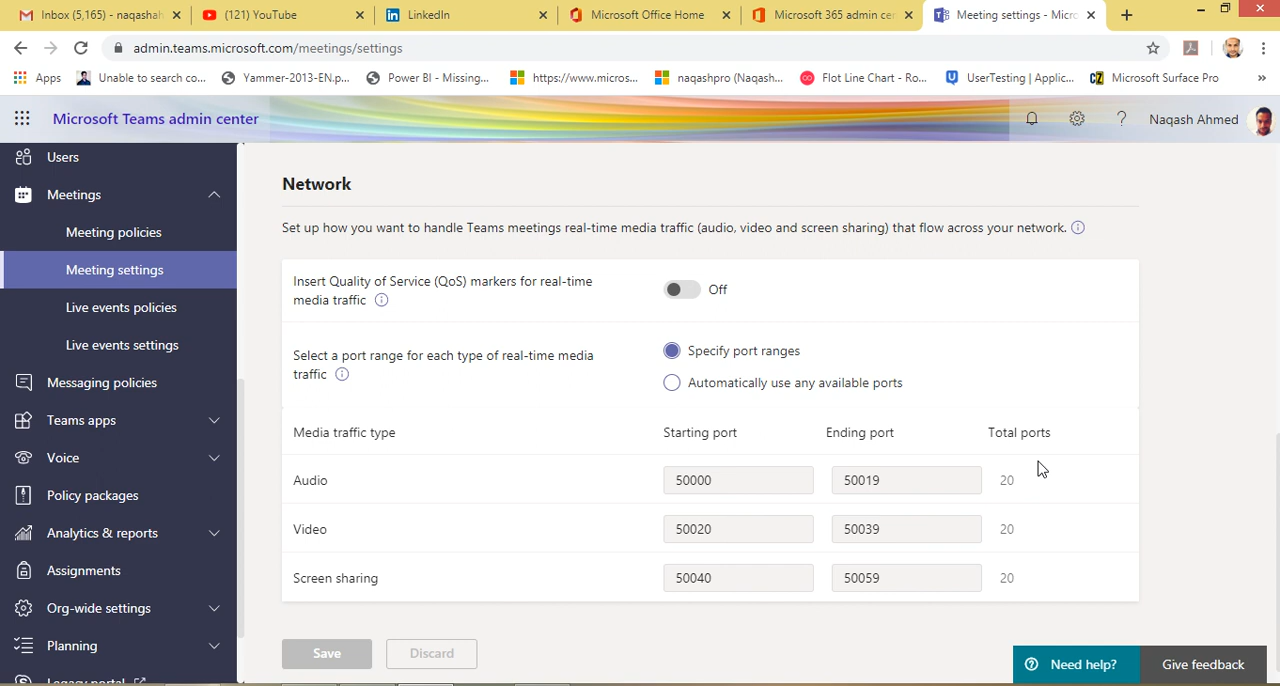 Inbox (5,165) - naqashah
(121) YouTube
LinkedIn
Microsoft Office Home
Microsoft 365 admin cen
Meeting settings - Micro
admin.teams.microsoft.com/meetings/settings
Apps
Unable to search co...
Yammer-2013-EN.p...
Power BI - Missing...
https://www.micros...
naqashpro (Naqash...
Flot Line Chart - Ro...
UserTesting | Applic...
Microsoft Surface Pro
»
Microsoft Teams admin center
?
Naqash Ahmed
Users
Meetings
Meeting policies
Meeting settings
Live events policies
Live events settings
Messaging policies
Teams apps
Voice
Policy packages
Analytics & reports
Assignments
Org-wide settings
Planning
Legacy portal
Network
Set up how you want to handle Teams meetings real-time media traffic (audio, video and screen sharing) that flow across your network.
Insert Quality of Service (QoS) markers for real-time
media traffic
Off
Select a port range for each type of real-time media
traffic
Specify port ranges
Automatically use any available ports
Media traffic type Starting port Ending port Total ports
Audio 50000 50019 20
Video 50020 50039 20
Screen sharing 50040 50059 20
Save Discard
Need help? Give feedback